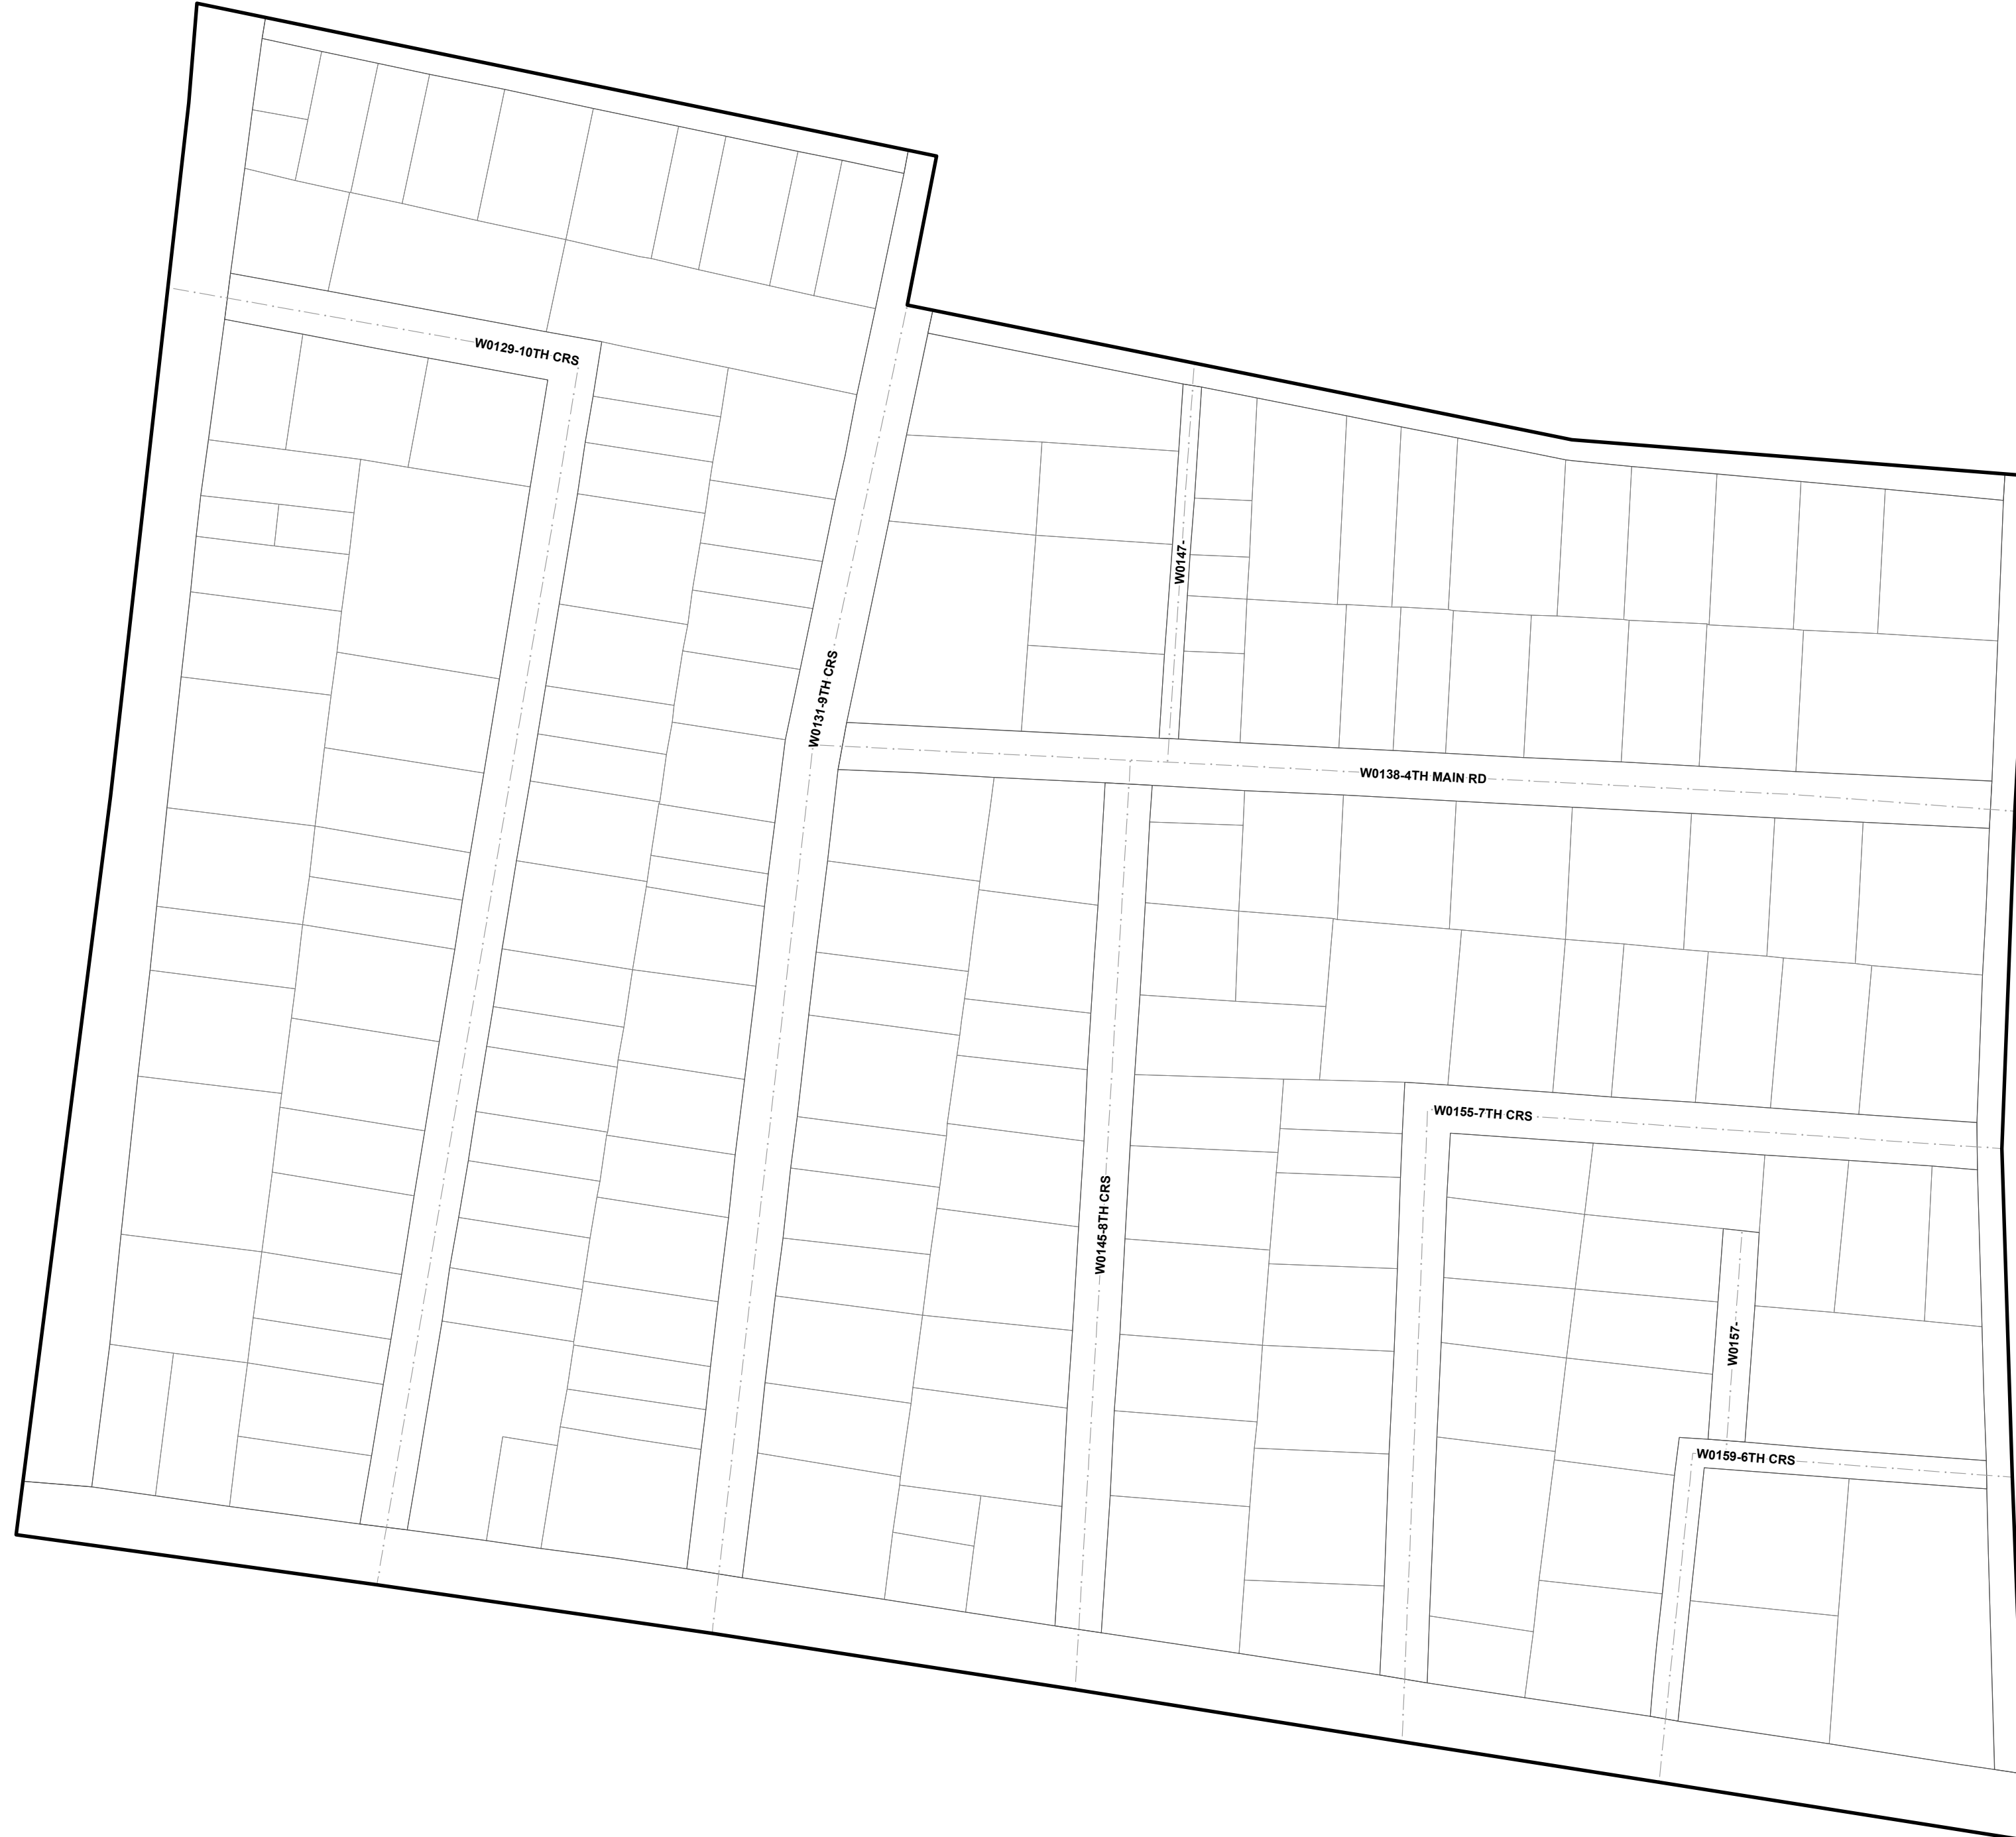 W0129-10TH CRS
W0147-
W0131-9TH CRS
W0138-4TH MAIN RD
W0155-7TH CRS
W0145-8TH CRS
W0157-
W0159-6TH CRS